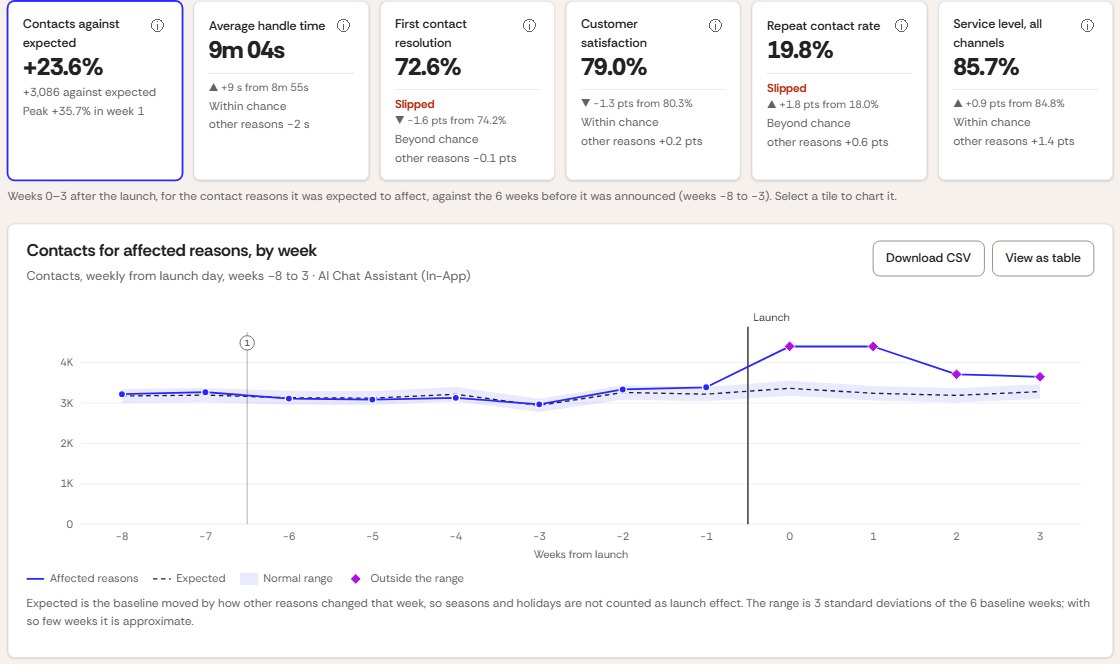 Contacts against expected
+23.6%
+3,086 against expected
Peak +35.7% in week 1
Average handle time
9m 04s
▲ +9 s from 8m 55s
Within chance
other reasons −2 s
First contact resolution
72.6%
Slipped
▼ −1.6 pts from 74.2%
Beyond chance
other reasons −0.1 pts
Customer satisfaction
79.0%
▼ −1.3 pts from 80.3%
Within chance
other reasons +0.2 pts
Repeat contact rate
19.8%
Slipped
▲ +1.8 pts from 18.0%
Beyond chance
other reasons +0.6 pts
Service level, all channels
85.7%
▲ +0.9 pts from 84.8%
Within chance
other reasons +1.4 pts
Weeks 0–3 after the launch, for the contact reasons it was expected to affect, against the 6 weeks before it was announced (weeks −8 to −3). Select a tile to chart it.
Contacts for affected reasons, by week
Contacts, weekly from launch day, weeks −8 to 3 · AI Chat Assistant (In-App)
Download CSV
View as table
Launch
1
4K
3K
2K
1K
0
−8 −7 −6 −5 −4 −3 −2 −1 0 1 2 3
Weeks from launch
Affected reasons Expected Normal range Outside the range
Expected is the baseline moved by how other reasons changed that week, so seasons and holidays are not counted as launch effect. The range is 3 standard deviations of the 6 baseline weeks; with
so few weeks it is approximate.